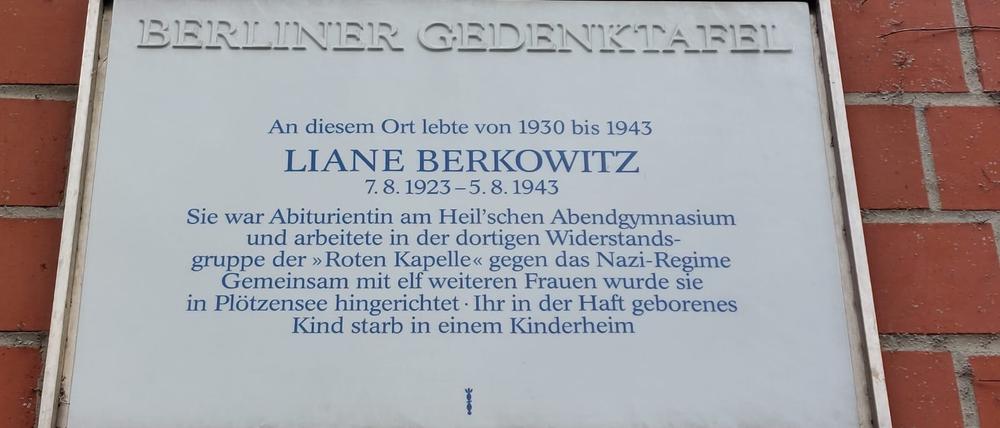 BERLINER GEDENKTAFEL
An diesem Ort lebte von 1930 bis 1943
LIANE BERKOWITZ
7. 8. 1923 – 5. 8. 1943
Sie war Abiturientin am Heil'schen Abendgymnasium
und arbeitete in der dortigen Widerstands-
gruppe der »Roten Kapelle« gegen das Nazi-Regime
Gemeinsam mit elf weiteren Frauen wurde sie
in Plötzensee hingerichtet · Ihr in der Haft geborenes
Kind starb in einem Kinderheim